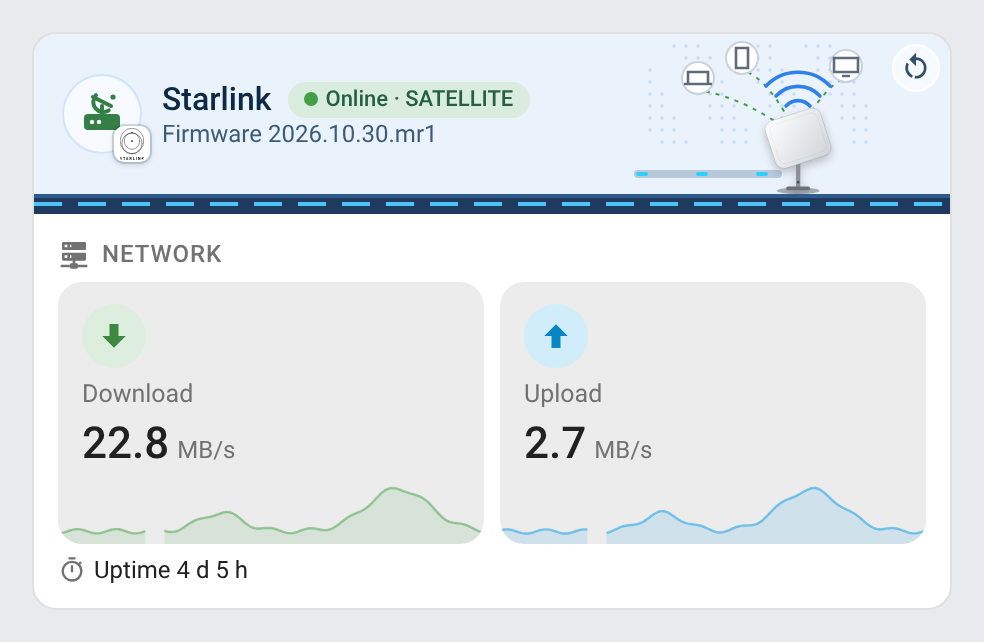 Starlink
Online · SATELLITE
Firmware 2026.10.30.mr1
STARLINK
NETWORK
Download
22.8 MB/s
Upload
2.7 MB/s
Uptime 4 d 5 h